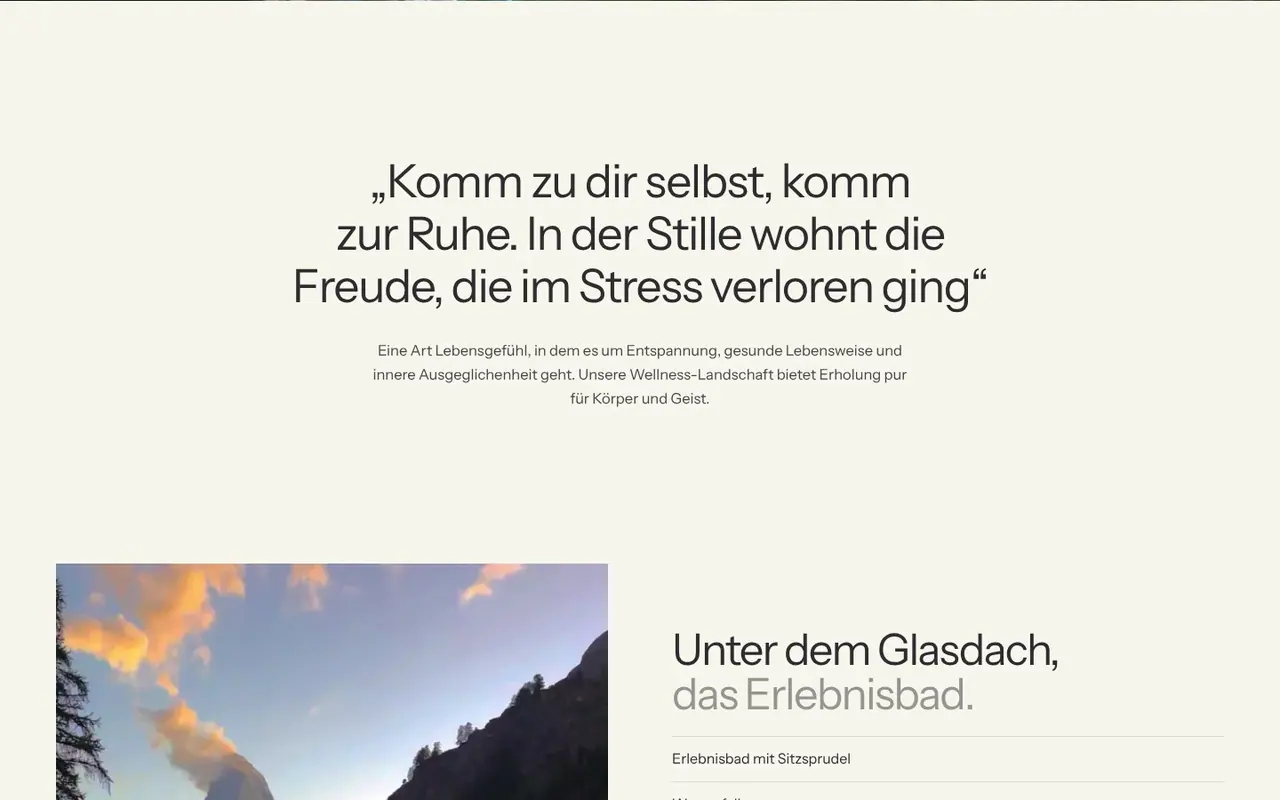 „Komm zu dir selbst, komm
zur Ruhe. In der Stille wohnt die
Freude, die im Stress verloren ging“
Eine Art Lebensgefühl, in dem es um Entspannung, gesunde Lebensweise und
innere Ausgeglichenheit geht. Unsere Wellness-Landschaft bietet Erholung pur
für Körper und Geist.
Unter dem Glasdach,
das Erlebnisbad.
Erlebnisbad mit Sitzsprudel